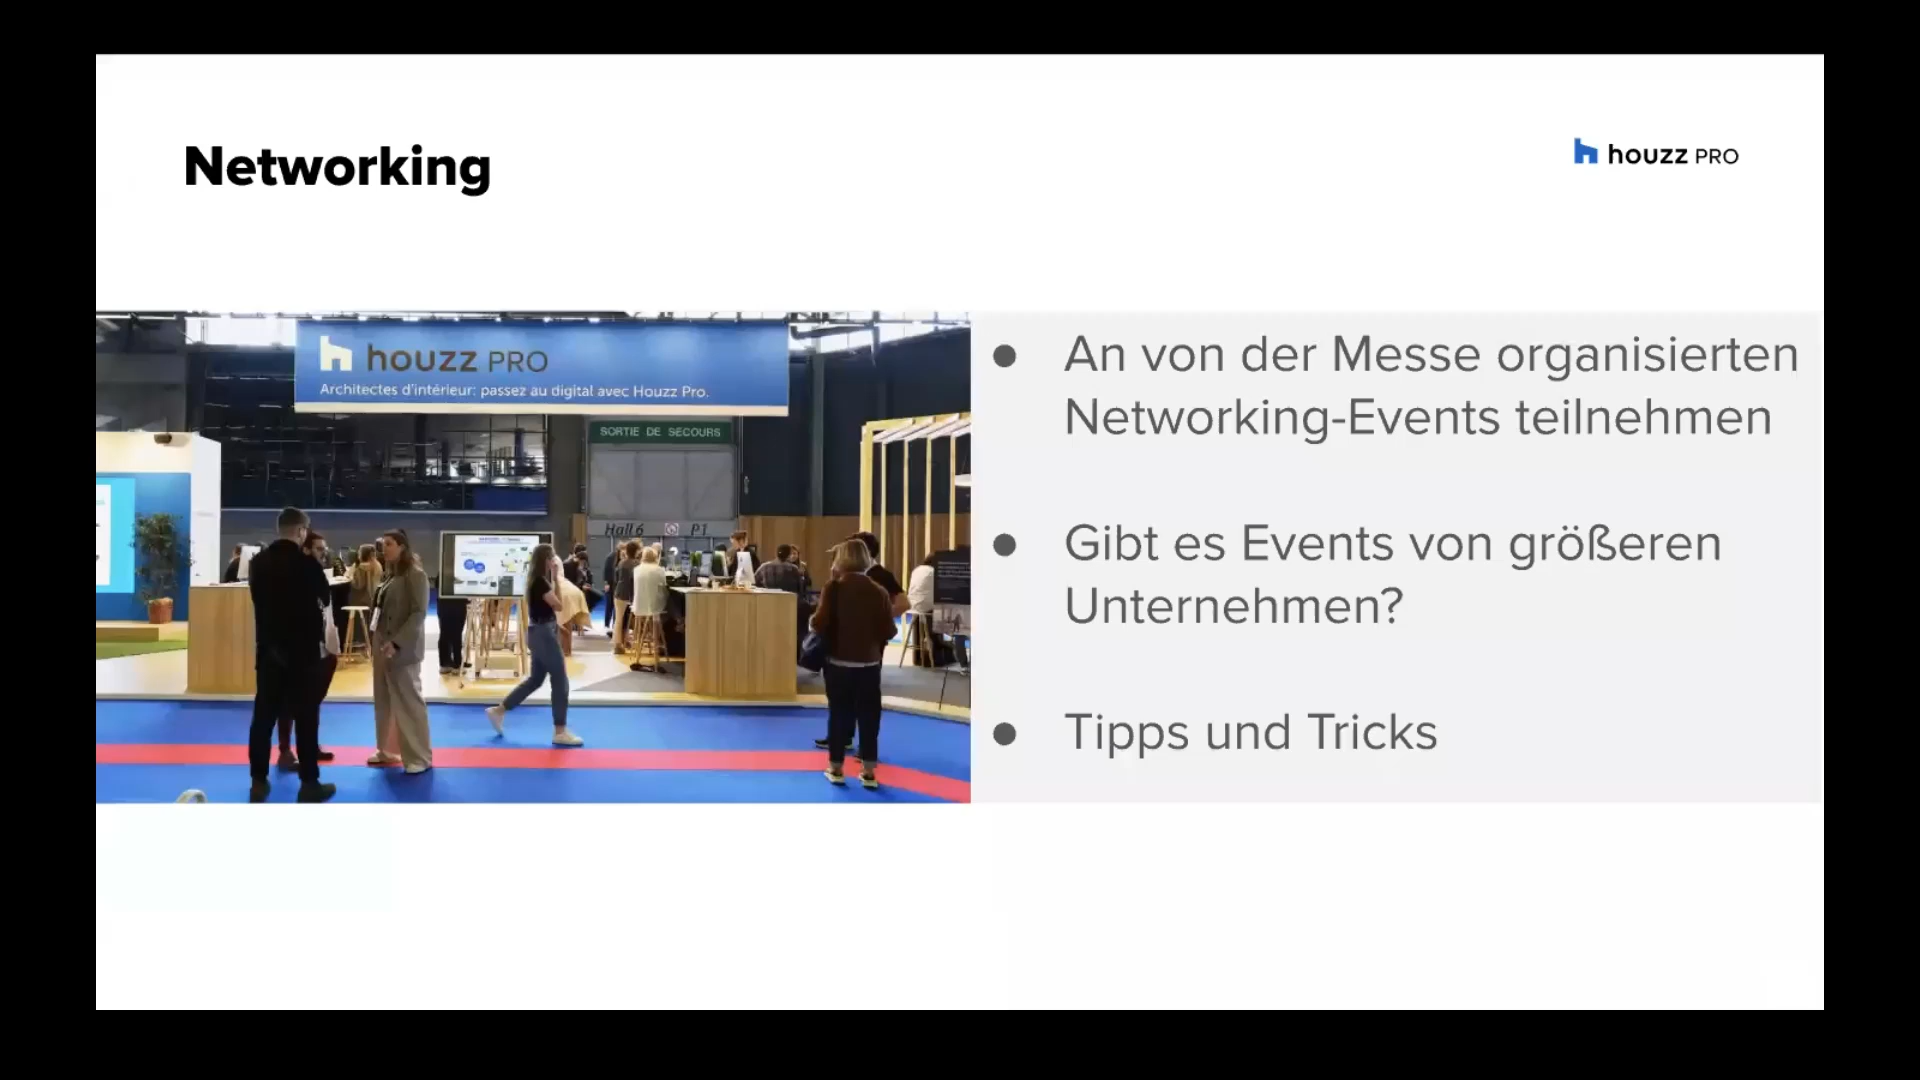 Networking
houzz PRO
houzz PRO
Architectes d'intérieur: passez au digital avec Houzz Pro.
SORTIE DE SECOURS
Hall 6 P1
● An von der Messe organisierten
Networking-Events teilnehmen
● Gibt es Events von größeren
Unternehmen?
● Tipps und Tricks